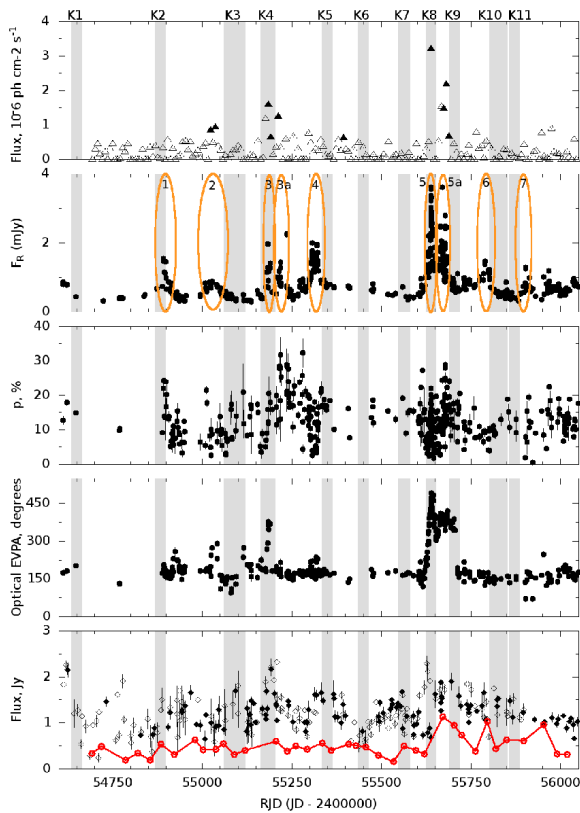 K1 K2 K3 K4 K5 K6 K7 K8 K9 K10 K11
Flux, 10^-6 ph cm-2 s^-1
4
3
2
1
0
F_R (mJy)
4
2
0
1 2 3 3a 4 5 5a 6 7
p, %
40
30
20
10
0
Optical EVPA, degrees
450
300
150
0
Flux, Jy
3
2
1
0
54750 55000 55250 55500 55750 56000
RJD (JD - 2400000)